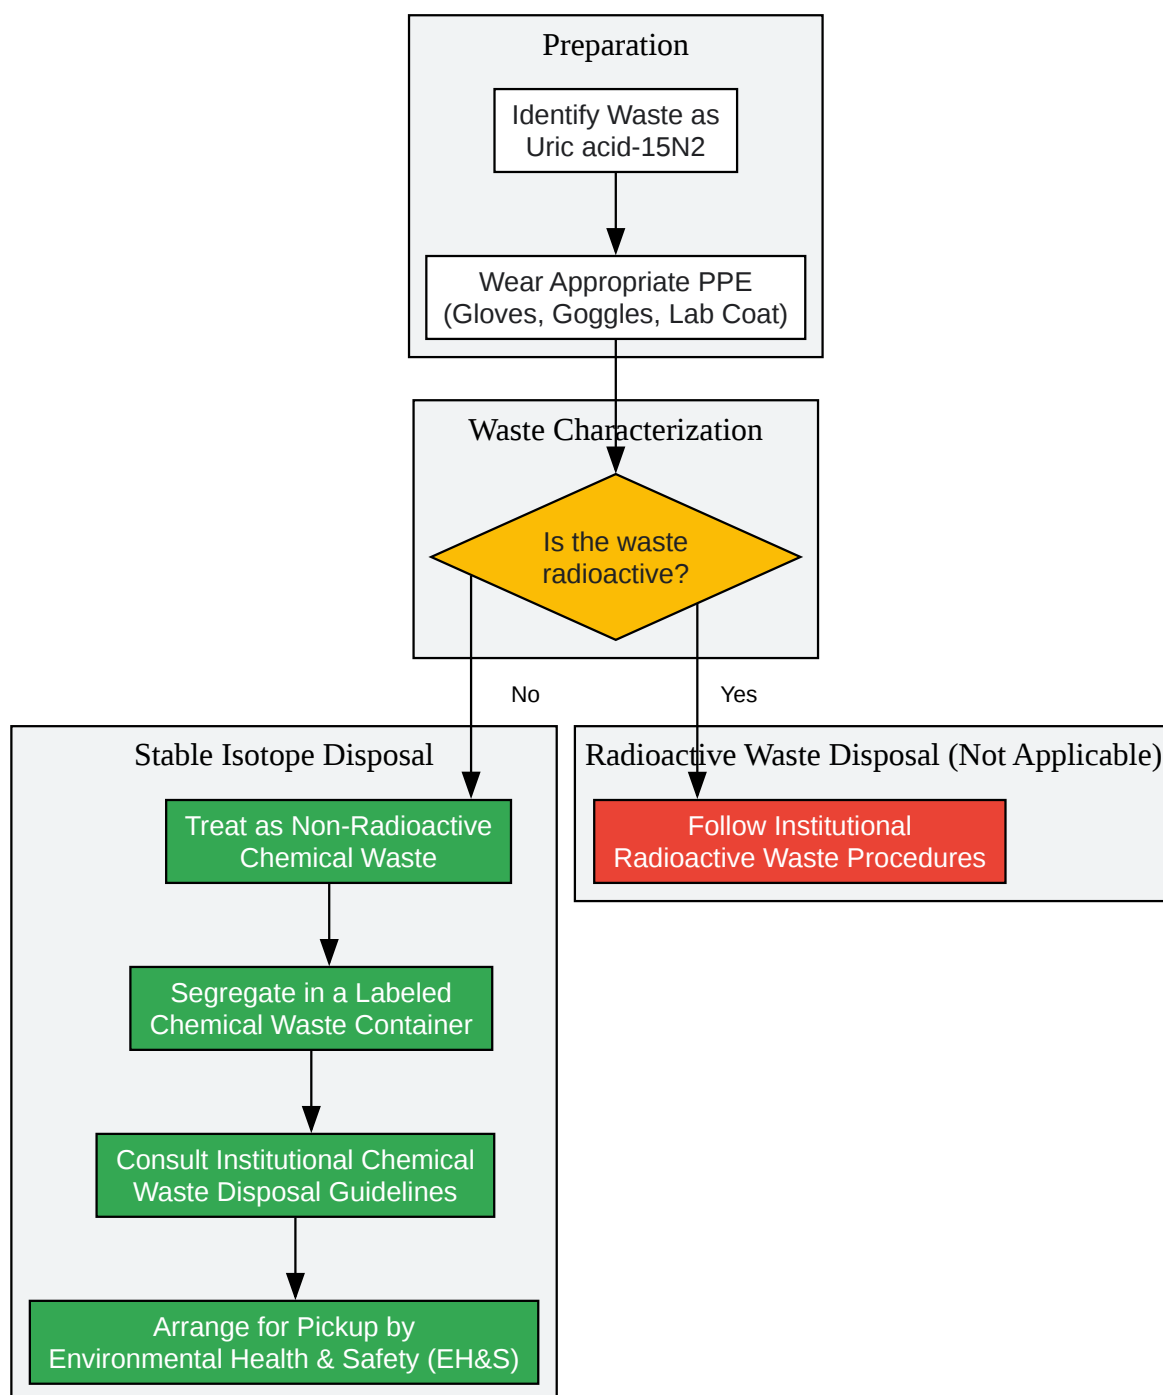 Preparation
Identify Waste as
Uric acid-15N2
Wear Appropriate PPE
(Gloves, Goggles, Lab Coat)
Waste Characterization
Is the waste
radioactive?
No
Yes
Stable Isotope Disposal
Treat as Non-Radioactive
Chemical Waste
Segregate in a Labeled
Chemical Waste Container
Consult Institutional Chemical
Waste Disposal Guidelines
Arrange for Pickup by
Environmental Health & Safety (EH&S)
Radioactive Waste Disposal (Not Applicable)
Follow Institutional
Radioactive Waste Procedures